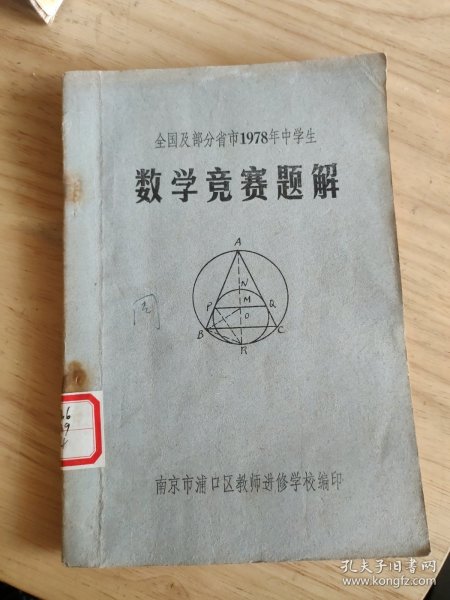 全国及部分省市1978年中学生
数学竞赛题解
A
N
P M Q
O
B C
R
南京市浦口区教师进修学校编印
孔夫子旧书网
www.kongfz.com